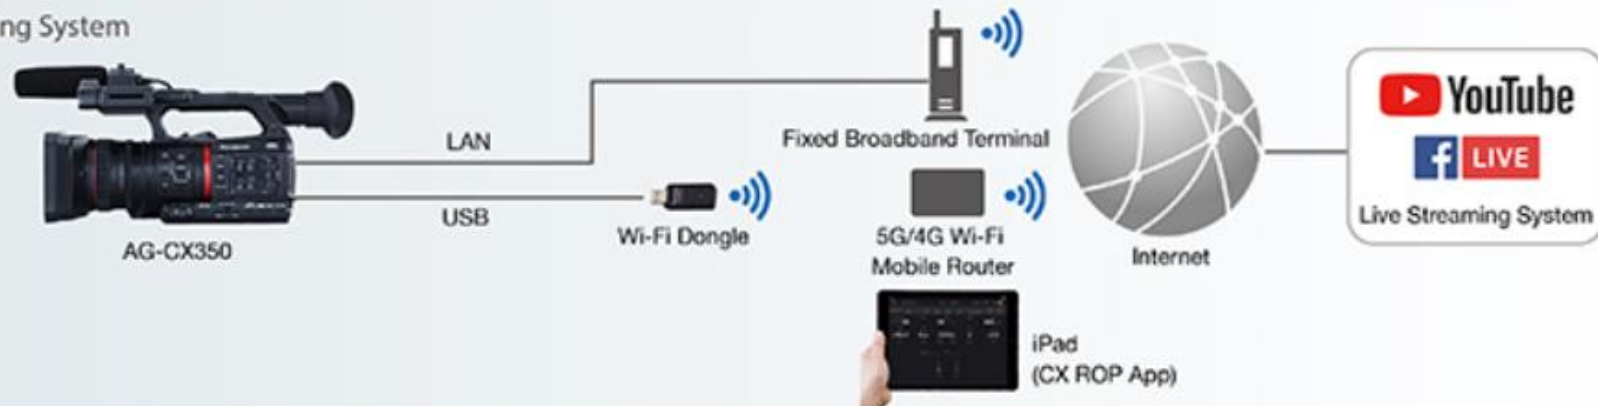 ng System
LAN
USB
AG-CX350
Wi-Fi Dongle
Fixed Broadband Terminal
5G/4G Wi-Fi
Mobile Router
iPad
(CX ROP App)
Internet
YouTube
f LIVE
Live Streaming System